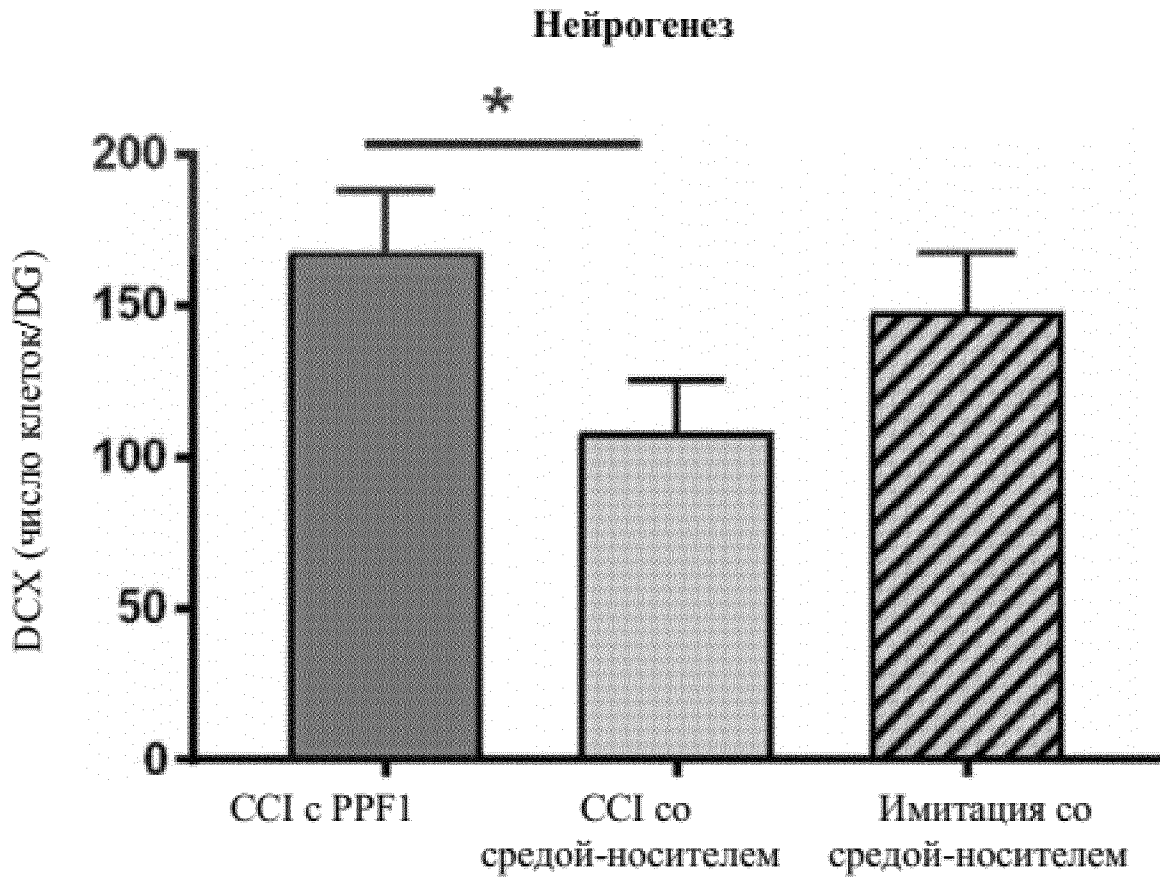 Нейрогенез
*
200
150
100
50
0
DCX (число клеток/DG)
CCI с PPF1
CCI со
средой-носителем
Имитация со
средой-носителем